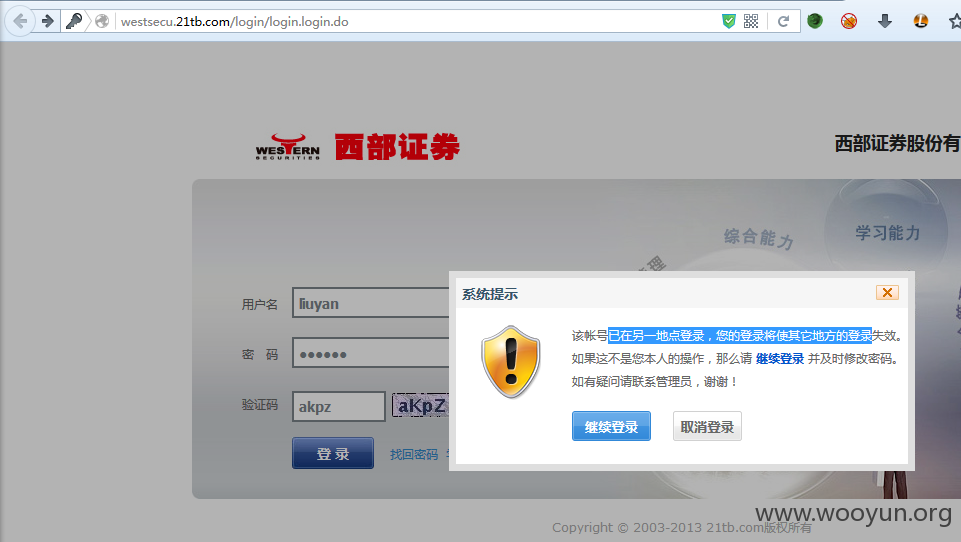 westsecu.21tb.com/login/login.login.do
WESTERN
SECURITIES
西部证券
西部证券股份有
综合能力
学习能力
理
系统提示
用户名
liuyan
该帐号已在另一地点登录，您的登录将使其它地方的登录失效。
如果这不是您本人的操作，那么请 继续登录 并及时修改密码。
如有疑问请联系管理员，谢谢！
密 码
••••••
验证码
akpz
aKpZ
继续登录
取消登录
登 录
找回密码
www.wooyun.org
Copyright © 2003-2013 21tb.com版权所有